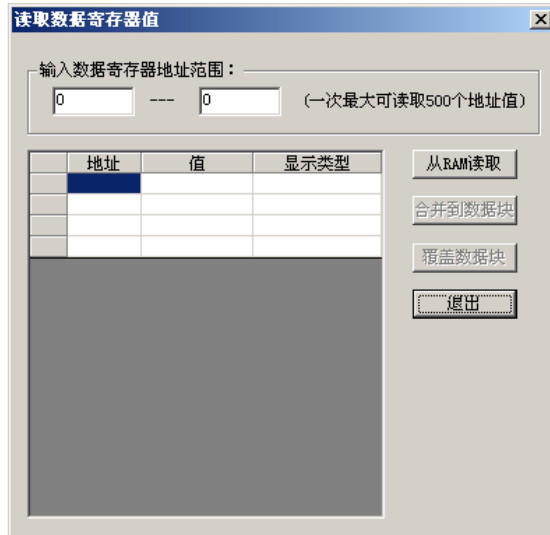 读取数据寄存器值
输入数据寄存器地址范围：
0 --- 0 (一次最大可读取500个地址值)
地址 值 显示类型
从RAM读取
合并到数据块
覆盖数据块
退出